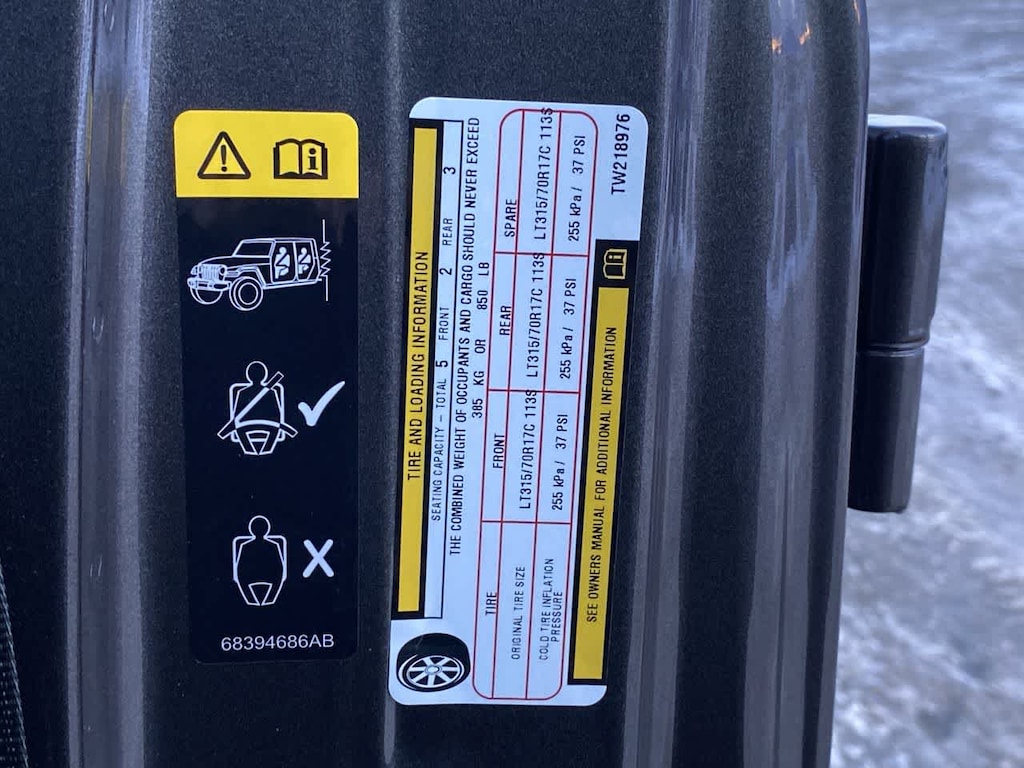 68394686AB
TIRE AND LOADING INFORMATION
SEATING CAPACITY – TOTAL 5 FRONT 2 REAR 3
THE COMBINED WEIGHT OF OCCUPANTS AND CARGO SHOULD NEVER EXCEED
385 KG OR 850 LB
TIRE FRONT REAR SPARE
ORIGINAL TIRE SIZE LT315/70R17C 113S LT315/70R17C 113S LT315/70R17C 113S
COLD TIRE INFLATION PRESSURE 255 kPa / 37 PSI 255 kPa / 37 PSI 255 kPa / 37 PSI
SEE OWNERS MANUAL FOR ADDITIONAL INFORMATION
TW218976